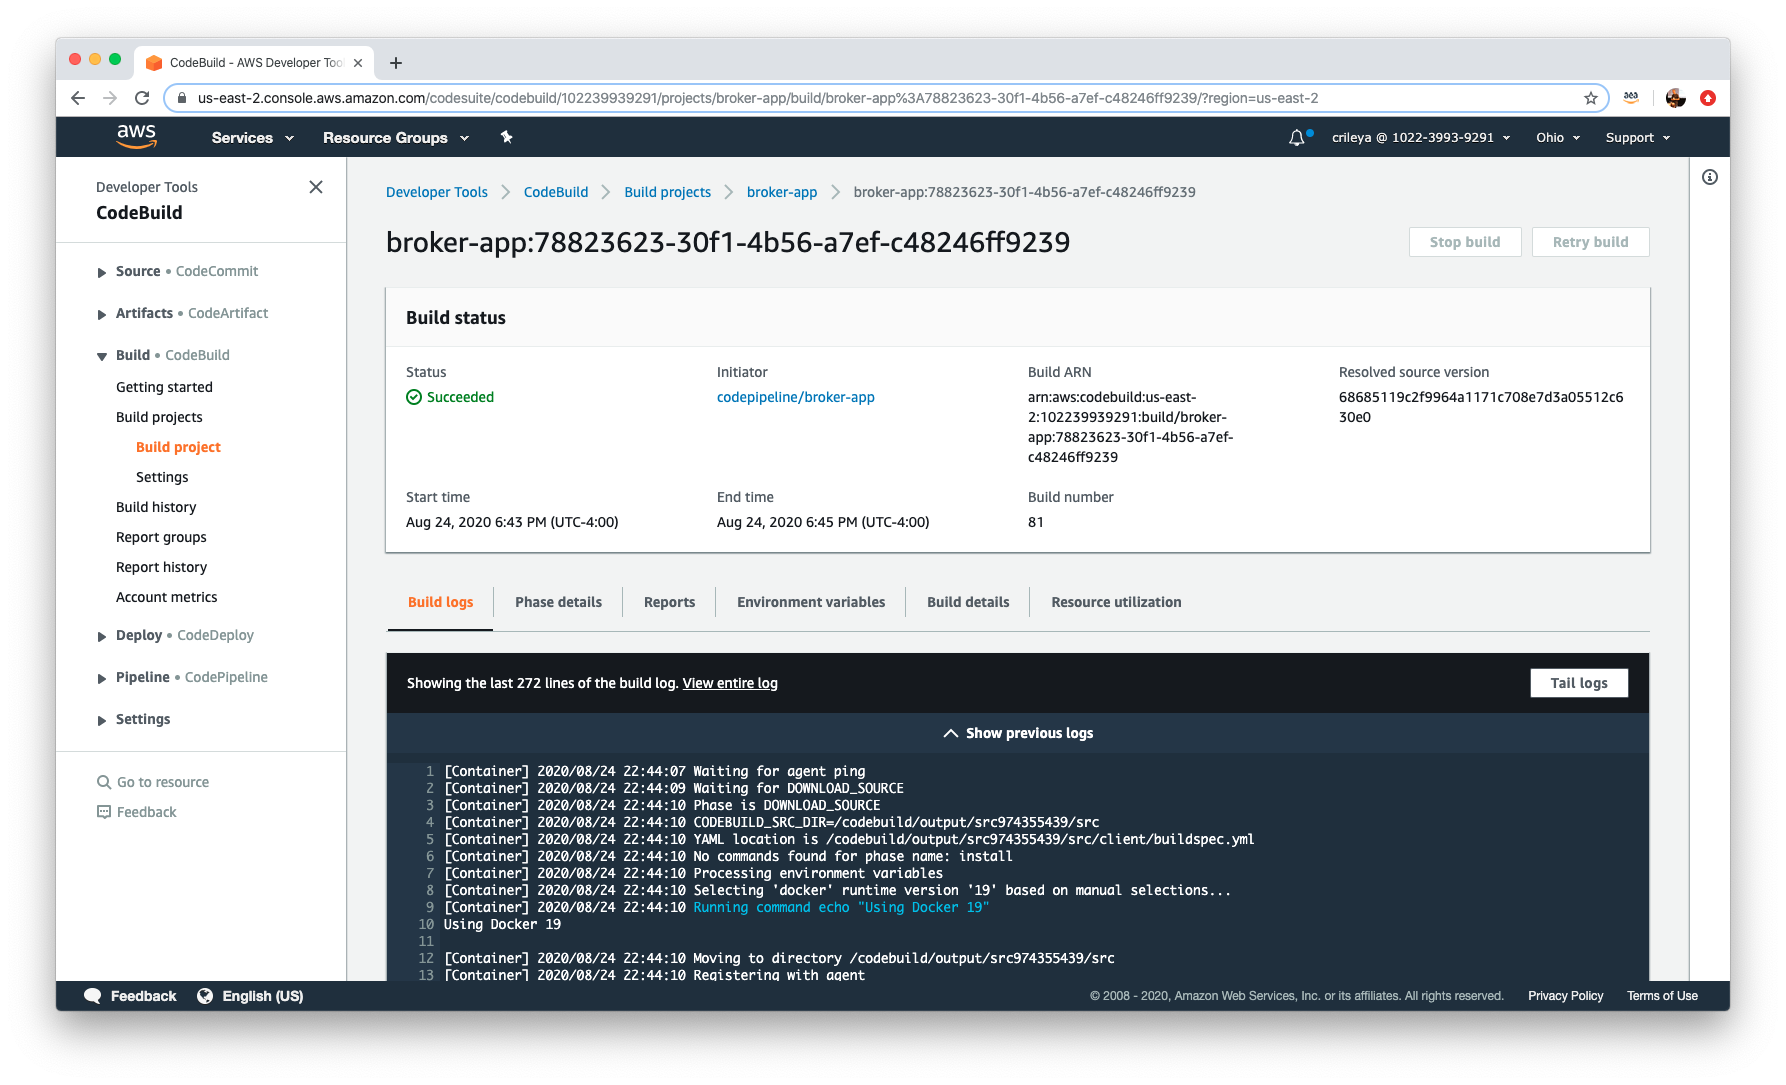 CodeBuild - AWS Developer Too
us-east-2.console.aws.amazon.com/codesuite/codebuild/102239939291/projects/broker-app/build/broker-app%3A78823623-30f1-4b56-a7ef-c48246ff9239/?region=us-east-2
aws
Services
Resource Groups
crileya @ 1022-3993-9291
Ohio
Support
Developer Tools
CodeBuild
Source • CodeCommit
Artifacts • CodeArtifact
Build • CodeBuild
Getting started
Build projects
Build project
Settings
Build history
Report groups
Report history
Account metrics
Deploy • CodeDeploy
Pipeline • CodePipeline
Settings
Go to resource
Feedback
Developer Tools
CodeBuild
Build projects
broker-app
broker-app:78823623-30f1-4b56-a7ef-c48246ff9239
broker-app:78823623-30f1-4b56-a7ef-c48246ff9239
Stop build
Retry build
Build status
Status
Succeeded
Initiator
codepipeline/broker-app
Build ARN
arn:aws:codebuild:us-east-
2:102239939291:build/broker-
app:78823623-30f1-4b56-a7ef-
c48246ff9239
Resolved source version
68685119c2f9964a1171c708e7d3a05512c6
30e0
Start time
Aug 24, 2020 6:43 PM (UTC-4:00)
End time
Aug 24, 2020 6:45 PM (UTC-4:00)
Build number
81
Build logs
Phase details
Reports
Environment variables
Build details
Resource utilization
Showing the last 272 lines of the build log. View entire log
Tail logs
Show previous logs
1 [Container] 2020/08/24 22:44:07 Waiting for agent ping
2 [Container] 2020/08/24 22:44:09 Waiting for DOWNLOAD_SOURCE
3 [Container] 2020/08/24 22:44:10 Phase is DOWNLOAD_SOURCE
4 [Container] 2020/08/24 22:44:10 CODEBUILD_SRC_DIR=/codebuild/output/src974355439/src
5 [Container] 2020/08/24 22:44:10 YAML location is /codebuild/output/src974355439/src/client/buildspec.yml
6 [Container] 2020/08/24 22:44:10 No commands found for phase name: install
7 [Container] 2020/08/24 22:44:10 Processing environment variables
8 [Container] 2020/08/24 22:44:10 Selecting 'docker' runtime version '19' based on manual selections...
9 [Container] 2020/08/24 22:44:10 Running command echo "Using Docker 19"
10 Using Docker 19
11
12 [Container] 2020/08/24 22:44:10 Moving to directory /codebuild/output/src974355439/src
13 [Container] 2020/08/24 22:44:10 Registering with agent
Feedback
English (US)
© 2008 - 2020, Amazon Web Services, Inc. or its affiliates. All rights reserved.
Privacy Policy
Terms of Use